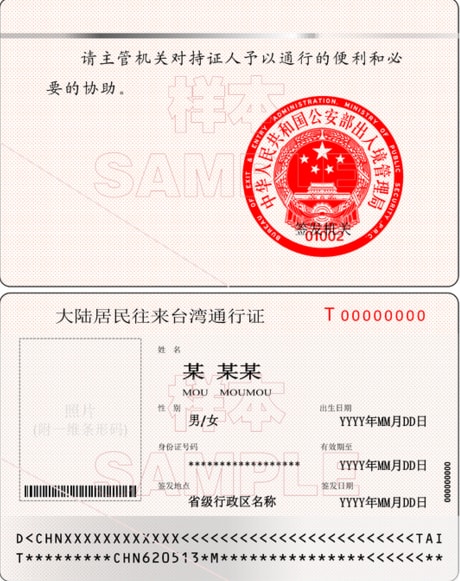 请主管机关对持证人予以通行的便利和必
要的协助。
样本
SAMPLE
BUREAU OF EXIT & ENTRY ADMINISTRATION, MINISTRY OF PUBLIC SECURITY P.R.C
中华人民共和国公安部出入境管理局
签发机关
01002
大陆居民往来台湾通行证
T 00000000
姓 名
某 某某
MOU MOUMOU
照片
(附一维条形码)
样本
性 别
出生日期
男/女
YYYY年MM月DD日
身份证号码
有效期至
******************
YYYY年MM月DD日
SAMPLE
签发地点
签发日期
省级行政区名称
YYYY年MM月DD日
000000000
D<CHNXXXXXXXXXXXX<<<<<<<<<<<<<<<<<<<<<<<<TAI
T*********CHN620513*M***************<<<<<<**